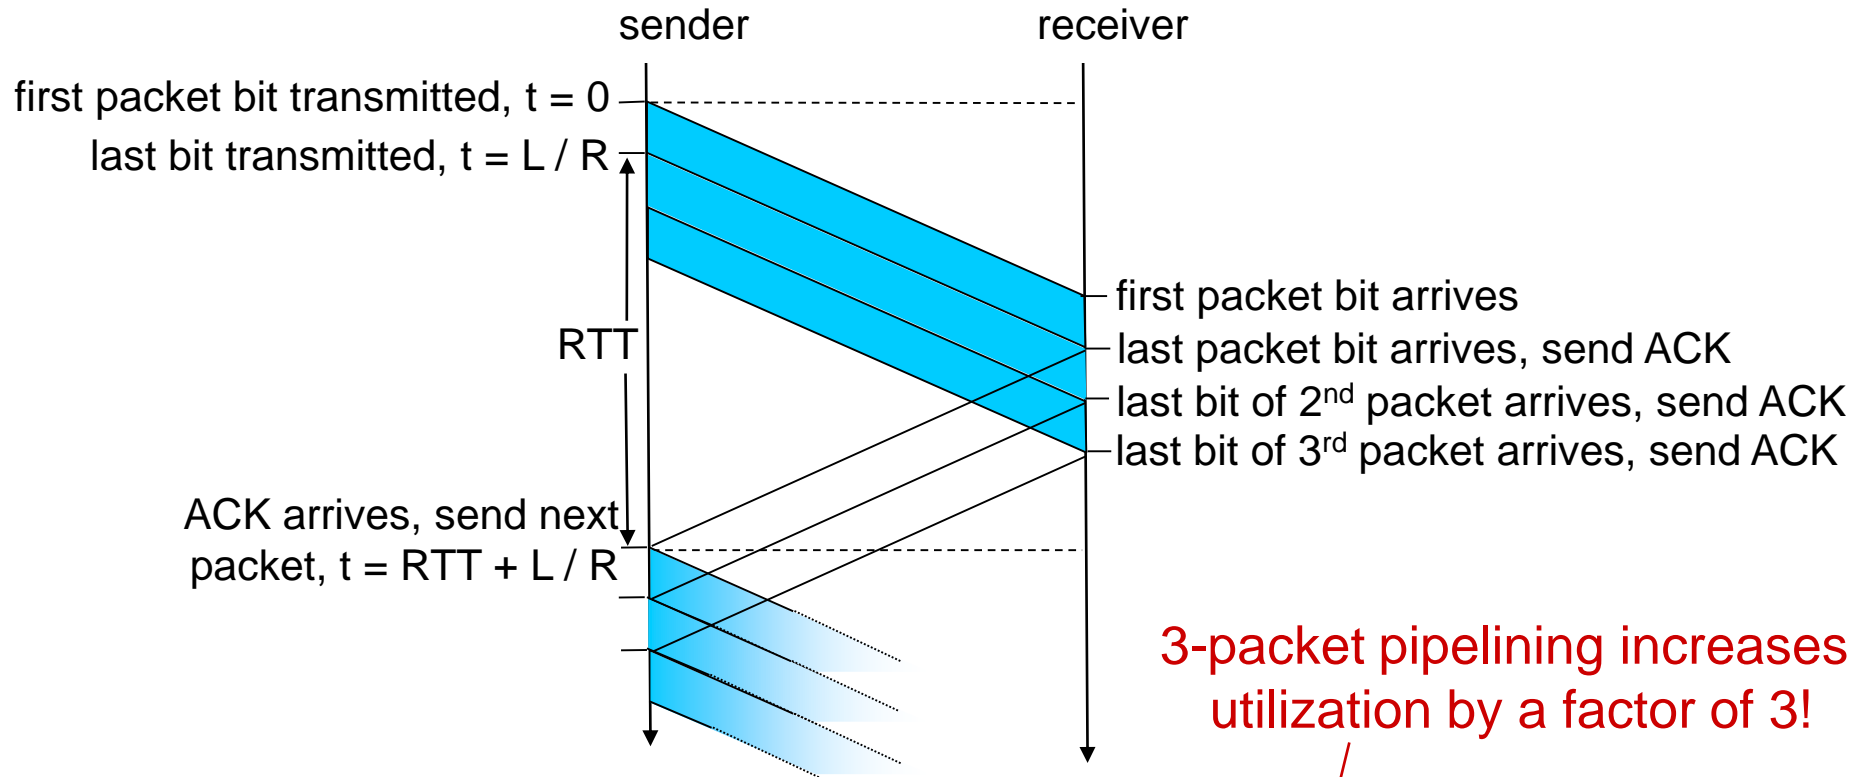 sender
receiver
first packet bit transmitted, t = 0
last bit transmitted, t = L / R
RTT
first packet bit arrives
last packet bit arrives, send ACK
last bit of 2nd packet arrives, send ACK
last bit of 3rd packet arrives, send ACK
ACK arrives, send next
packet, t = RTT + L / R
3-packet pipelining increases
utilization by a factor of 3!